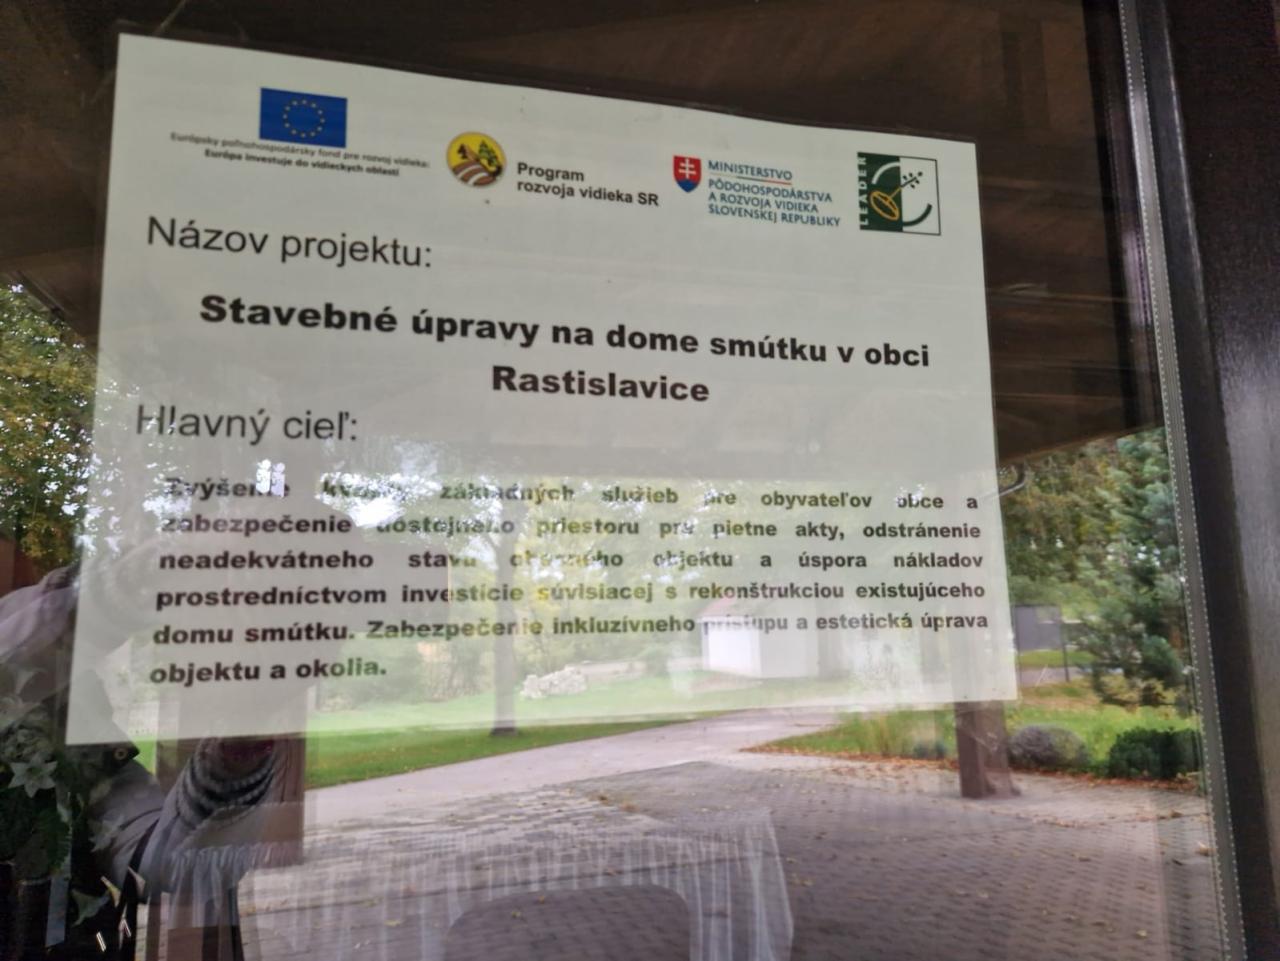 Európsky poľnohospodársky fond pre rozvoj vidieka:
Európa investuje do vidieckych oblastí
Program
rozvoja vidieka SR
MINISTERSTVO
PÔDOHOSPODÁRSTVA
A ROZVOJA VIDIEKA
SLOVENSKEJ REPUBLIKY
LEADER
Názov projektu:
Stavebné úpravy na dome smútku v obci
Rastislavice
Hlavný cieľ:
Zvýšenie kvality základných služieb pre obyvateľov obce a
zabezpečenie dôstojného priestoru pre pietne akty, odstránenie
neadekvátneho stavu objektu a úspora nákladov
prostredníctvom investície súvisiacej s rekonštrukciou existujúceho
domu smútku. Zabezpečenie inkluzívneho prístupu a estetická úprava
objektu a okolia.